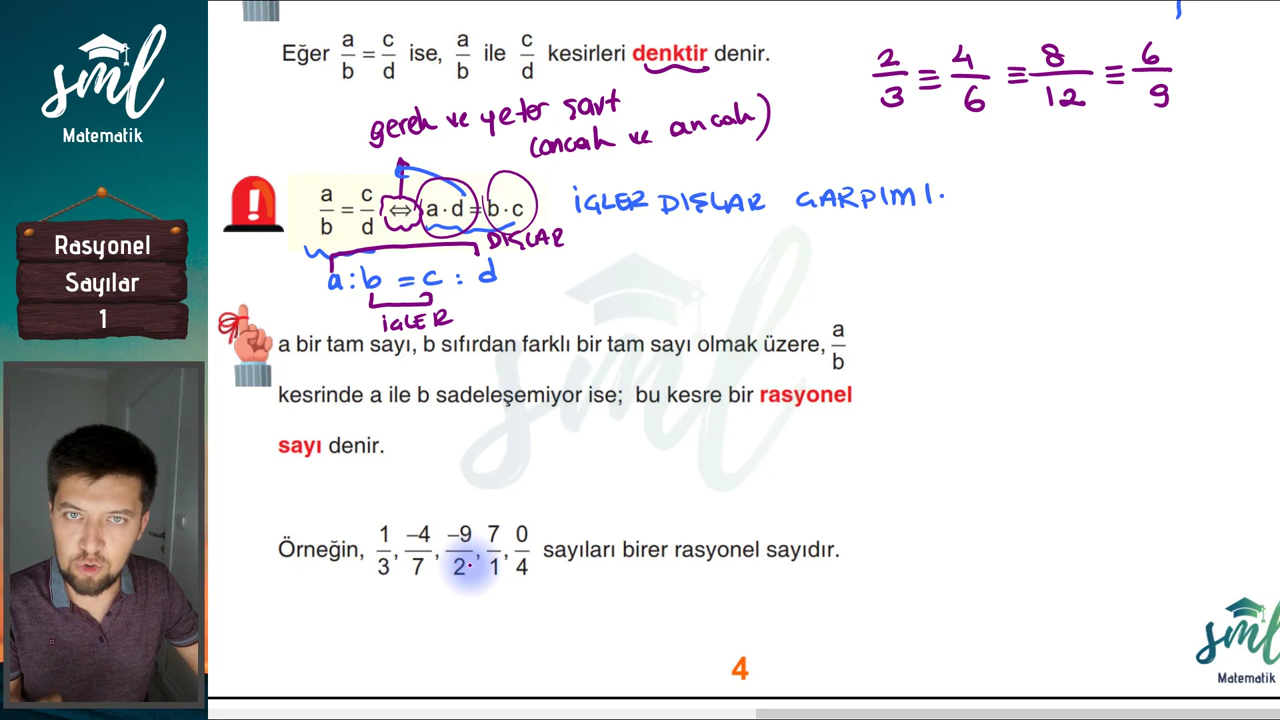 sml
Matematik
Rasyonel
Sayılar
1
Eğer a/b = c/d ise, a/b ile c/d kesirleri denktir denir.
2/3 ≡ 4/6 ≡ 8/12 ≡ 6/9
gerek ve yeter şart
(ancak ve ancak)
a/b = c/d ⇔ a·d = b·c
İÇLER DIŞLAR ÇARPIMI.
DIŞLAR
a:b = c:d
İÇLER
a bir tam sayı, b sıfırdan farklı bir tam sayı olmak üzere, a/b
kesrinde a ile b sadeleşemiyor ise; bu kesre bir rasyonel
sayı denir.
Örneğin, 1/3, –4/7, –9/2, 7/1, 0/4 sayıları birer rasyonel sayıdır.
4
sml
Matematik